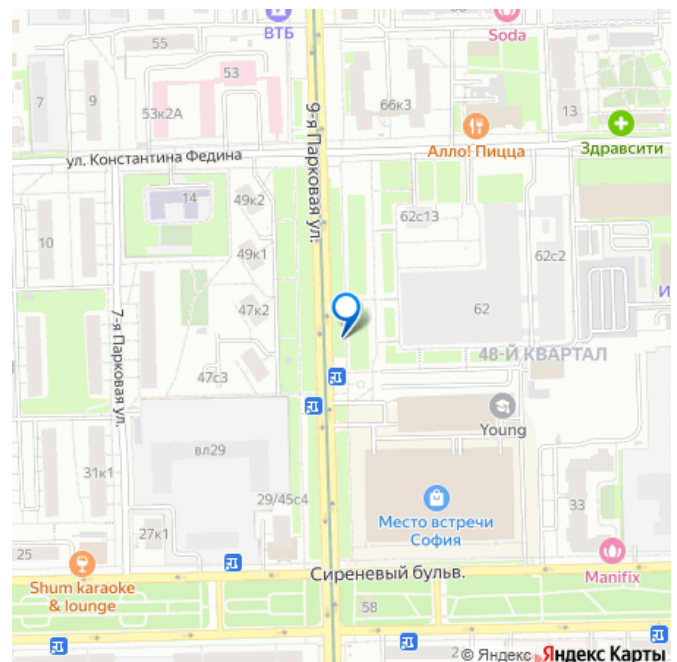 ВТБ
Soda
55
53
7
9
53к2А
66к3
13
9-я Парковая ул.
Алло! Пицца
Здравсити
ул. Константина Федина
14
49к2
62с13
10
49к1
62с2
47к2
62
И
7-я Парковая ул.
48-Й КВАРТАЛ
47с3
Young
вл29
31к1
29/45с4
Место встречи
София
33
27к1
25
Сиреневый бульв.
Manifix
Shum karaoke
& lounge
58
2
© Яндекс Яндекс Карты